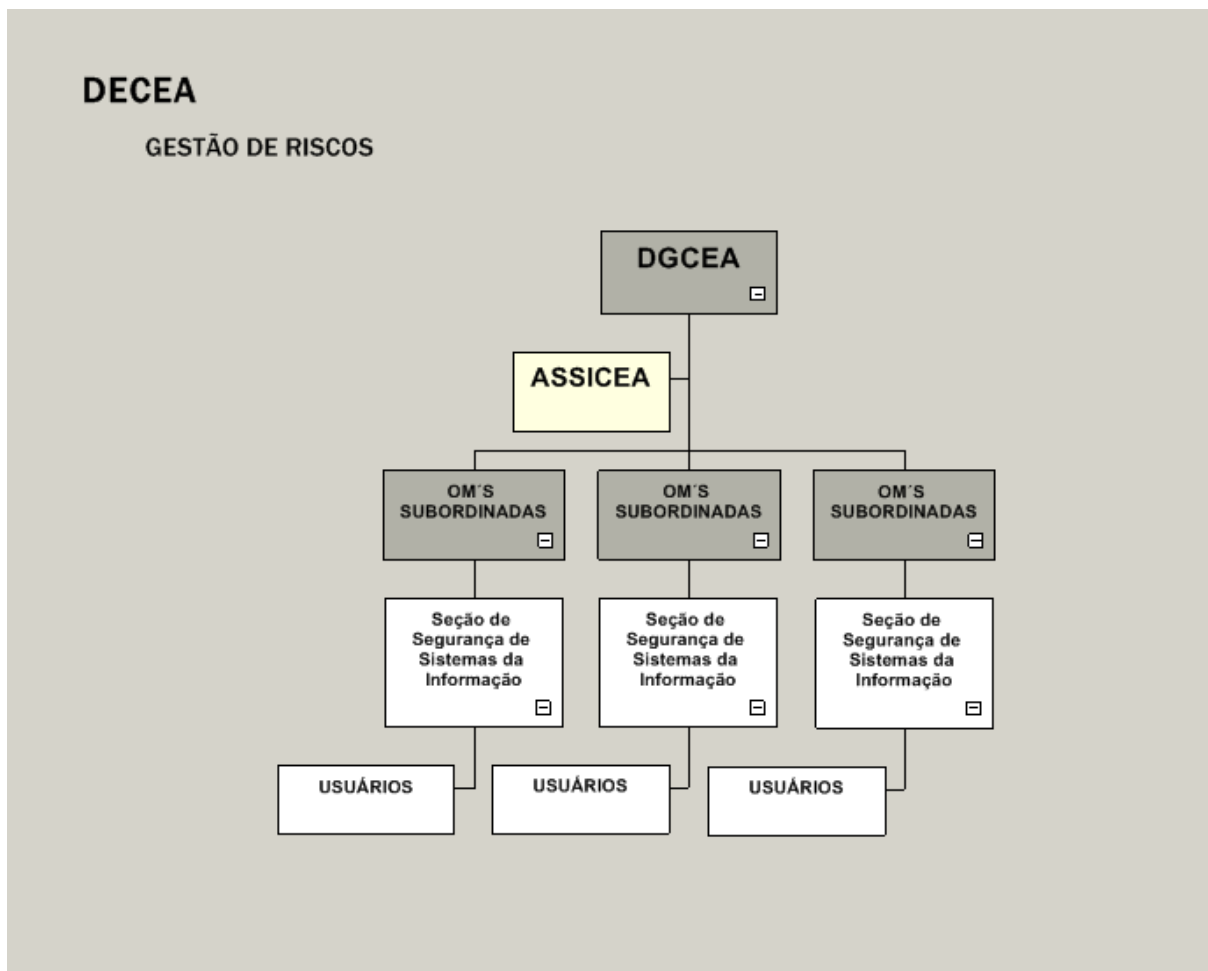 DECEA
GESTÃO DE RISCOS
DGCEA
ASSICEA
OM´S
SUBORDINADAS
OM´S
SUBORDINADAS
OM´S
SUBORDINADAS
Seção de
Segurança de
Sistemas da
Informação
Seção de
Segurança de
Sistemas da
Informação
Seção de
Segurança de
Sistemas da
Informação
USUÁRIOS
USUÁRIOS
USUÁRIOS